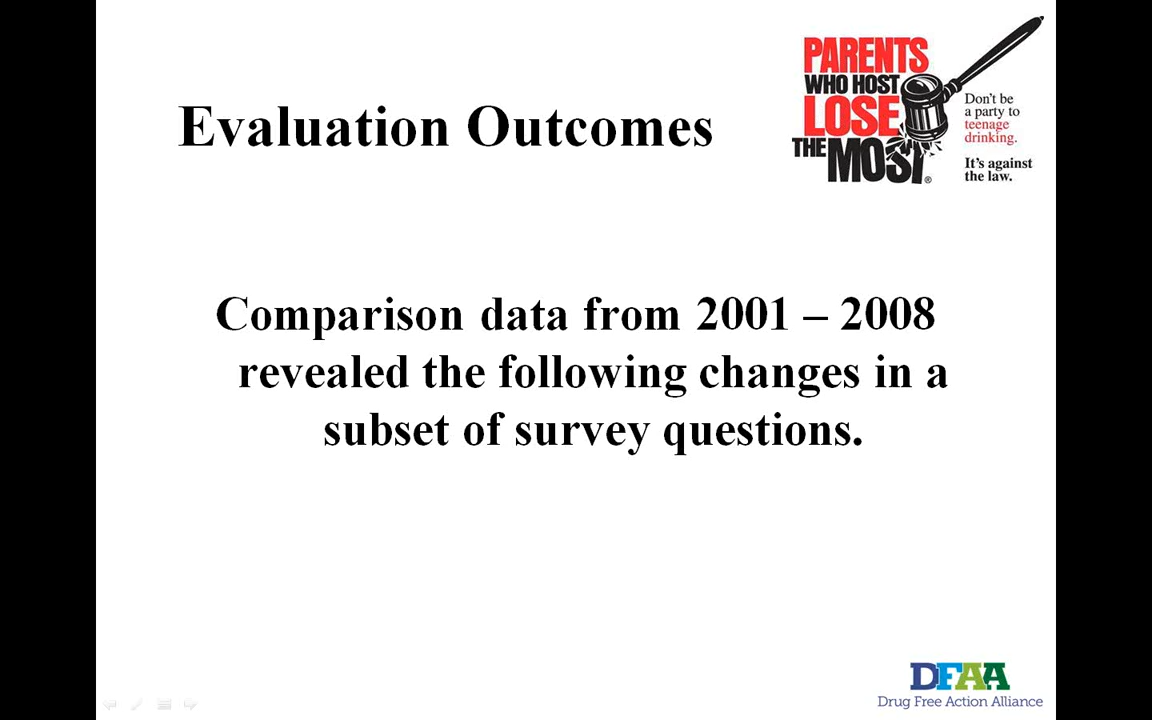 PARENTS
WHO HOST
LOSE
THE MOST®
Don't be
a party to
teenage
drinking.
It's against
the law.
Evaluation Outcomes
Comparison data from 2001 – 2008
revealed the following changes in a
subset of survey questions.
DFAA
Drug Free Action Alliance